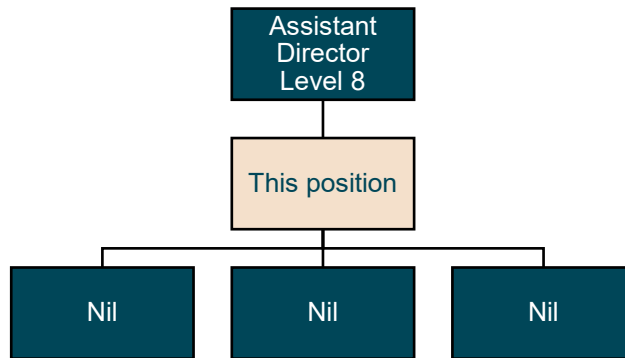 Assistant
Director
Level 8
This position
Nil
Nil
Nil